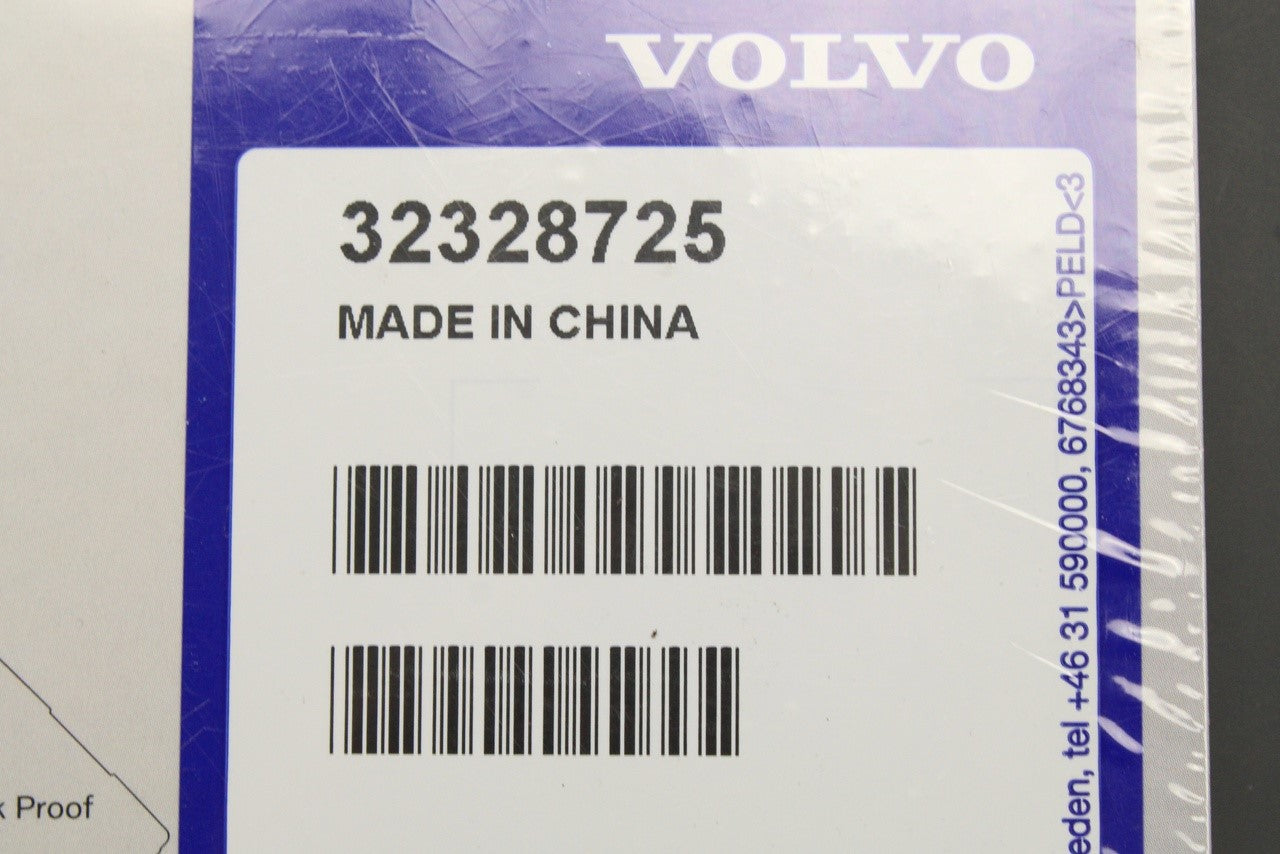 VOLVO
32328725
MADE IN CHINA
eden, tel +46 31 590000, 6768343>PELD<3
k Proof